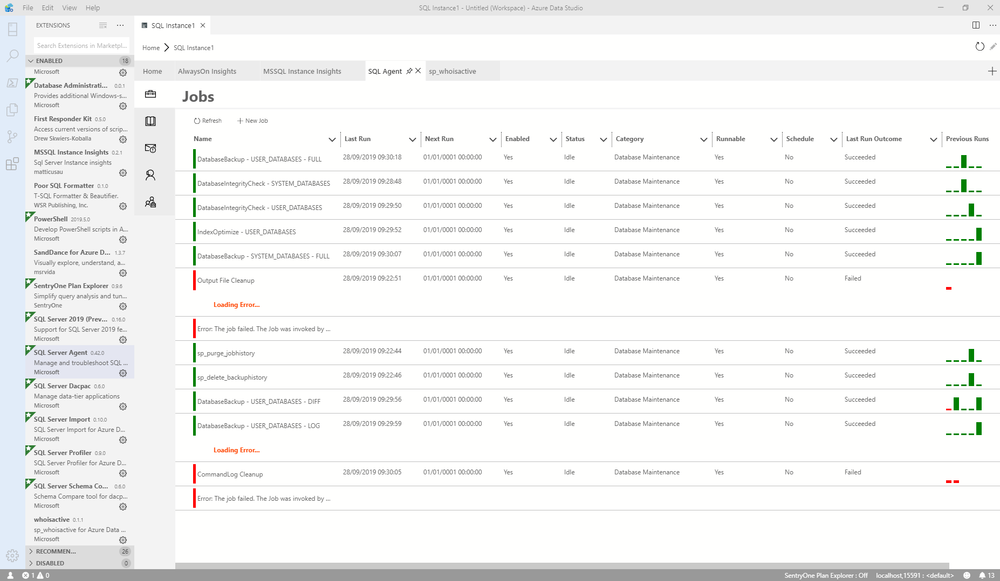 File Edit View Help
SQL Instance1 - Untitled (Workspace) - Azure Data Studio
EXTENSIONS
Search Extensions in Marketpl...
ENABLED 18
Microsoft
Database Administrati... 0.0.1
Provides additional Windows-s...
Microsoft
First Responder Kit 0.5.0
Access current versions of scrip...
Drew Skwiers-Koballa
MSSQL Instance Insights 0.2.1
Sql Server Instance insights
matticusau
Poor SQL Formatter 0.1.0
T-SQL Formatter & Beautifier.
WSR Publishing, Inc.
PowerShell 2019.5.0
Develop PowerShell scripts in A...
Microsoft
SandDance for Azure D... 1.3.7
Visually explore, understand, a...
msrvida
SentryOne Plan Explorer 0.9.6
Simplify query analysis and tun...
SentryOne
SQL Server 2019 (Prev... 0.16.0
Support for SQL Server 2019 fe...
Microsoft
SQL Server Agent 0.42.0
Manage and troubleshoot SQL ...
Microsoft
SQL Server Dacpac 0.6.0
Manage data-tier applications
Microsoft
SQL Server Import 0.10.0
SQL Server Import for Azure D...
Microsoft
SQL Server Profiler 0.9.0
SQL Server Profiler for Azure D...
Microsoft
SQL Server Schema Co... 0.6.0
Schema Compare tool for dacp...
Microsoft
whoisactive 0.1.1
sp_whoisactive for Azure Data ...
Microsoft
RECOMMEN... 26
DISABLED 0
SQL Instance1
Home SQL Instance1
Home AlwaysOn Insights MSSQL Instance Insights SQL Agent sp_whoisactive
Jobs
Refresh New Job
Name Last Run Next Run Enabled Status Category Runnable Schedule Last Run Outcome Previous Runs
DatabaseBackup - USER_DATABASES - FULL 28/09/2019 09:30:18 01/01/0001 00:00:00 Yes Idle Database Maintenance Yes No Succeeded
DatabaseIntegrityCheck - SYSTEM_DATABASES 28/09/2019 09:28:48 01/01/0001 00:00:00 Yes Idle Database Maintenance Yes No Succeeded
DatabaseIntegrityCheck - USER_DATABASES 28/09/2019 09:29:50 01/01/0001 00:00:00 Yes Idle Database Maintenance Yes No Succeeded
IndexOptimize - USER_DATABASES 28/09/2019 09:29:52 01/01/0001 00:00:00 Yes Idle Database Maintenance Yes No Succeeded
DatabaseBackup - SYSTEM_DATABASES - FULL 28/09/2019 09:30:07 01/01/0001 00:00:00 Yes Idle Database Maintenance Yes No Succeeded
Output File Cleanup 28/09/2019 09:22:51 01/01/0001 00:00:00 Yes Idle Database Maintenance Yes No Failed
Loading Error...
Error: The job failed. The Job was invoked by ...
sp_purge_jobhistory 28/09/2019 09:22:44 01/01/0001 00:00:00 Yes Idle Database Maintenance Yes No Succeeded
sp_delete_backuphistory 28/09/2019 09:22:46 01/01/0001 00:00:00 Yes Idle Database Maintenance Yes No Succeeded
DatabaseBackup - USER_DATABASES - DIFF 28/09/2019 09:29:56 01/01/0001 00:00:00 Yes Idle Database Maintenance Yes No Succeeded
DatabaseBackup - USER_DATABASES - LOG 28/09/2019 09:29:59 01/01/0001 00:00:00 Yes Idle Database Maintenance Yes No Succeeded
Loading Error...
CommandLog Cleanup 28/09/2019 09:30:05 01/01/0001 00:00:00 Yes Idle Database Maintenance Yes No Failed
Error: The job failed. The Job was invoked by ...
1 0
SentryOne Plan Explorer : Off localhost,15591 : <default> 13